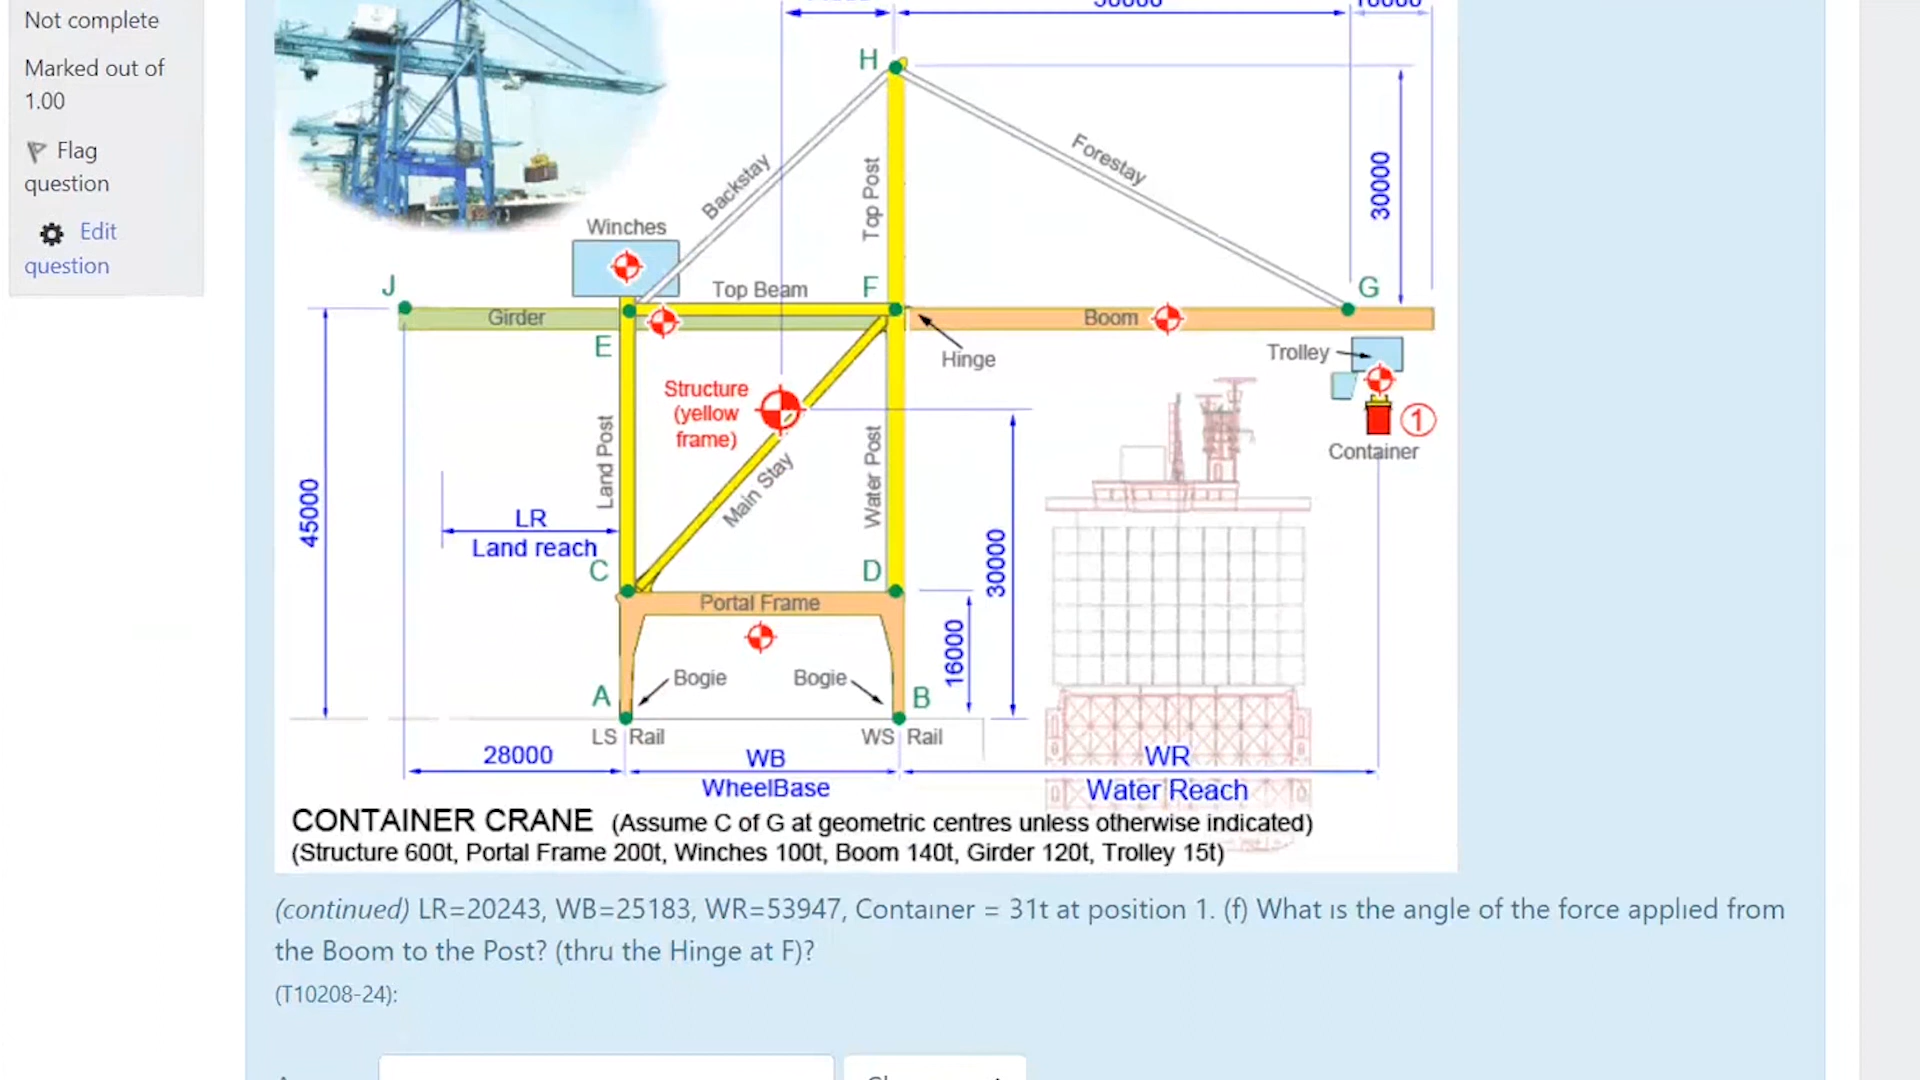 Not complete
Marked out of
1.00
Flag
question
Edit
question
H
Forestay
Backstay
Top Post
30000
Winches
J
Top Beam
F
G
Girder
Boom
E
Hinge
Trolley
Structure
(yellow
frame)
1
Container
Land Post
Main Stay
Water Post
45000
LR
Land reach
30000
C
D
Portal Frame
16000
Bogie
Bogie
A
B
LS Rail
WS Rail
28000
WB
WR
WheelBase
Water Reach
CONTAINER CRANE (Assume C of G at geometric centres unless otherwise indicated)
(Structure 600t, Portal Frame 200t, Winches 100t, Boom 140t, Girder 120t, Trolley 15t)
(continued) LR=20243, WB=25183, WR=53947, Container = 31t at position 1. (f) What is the angle of the force applied from
the Boom to the Post? (thru the Hinge at F)?
(T10208-24):